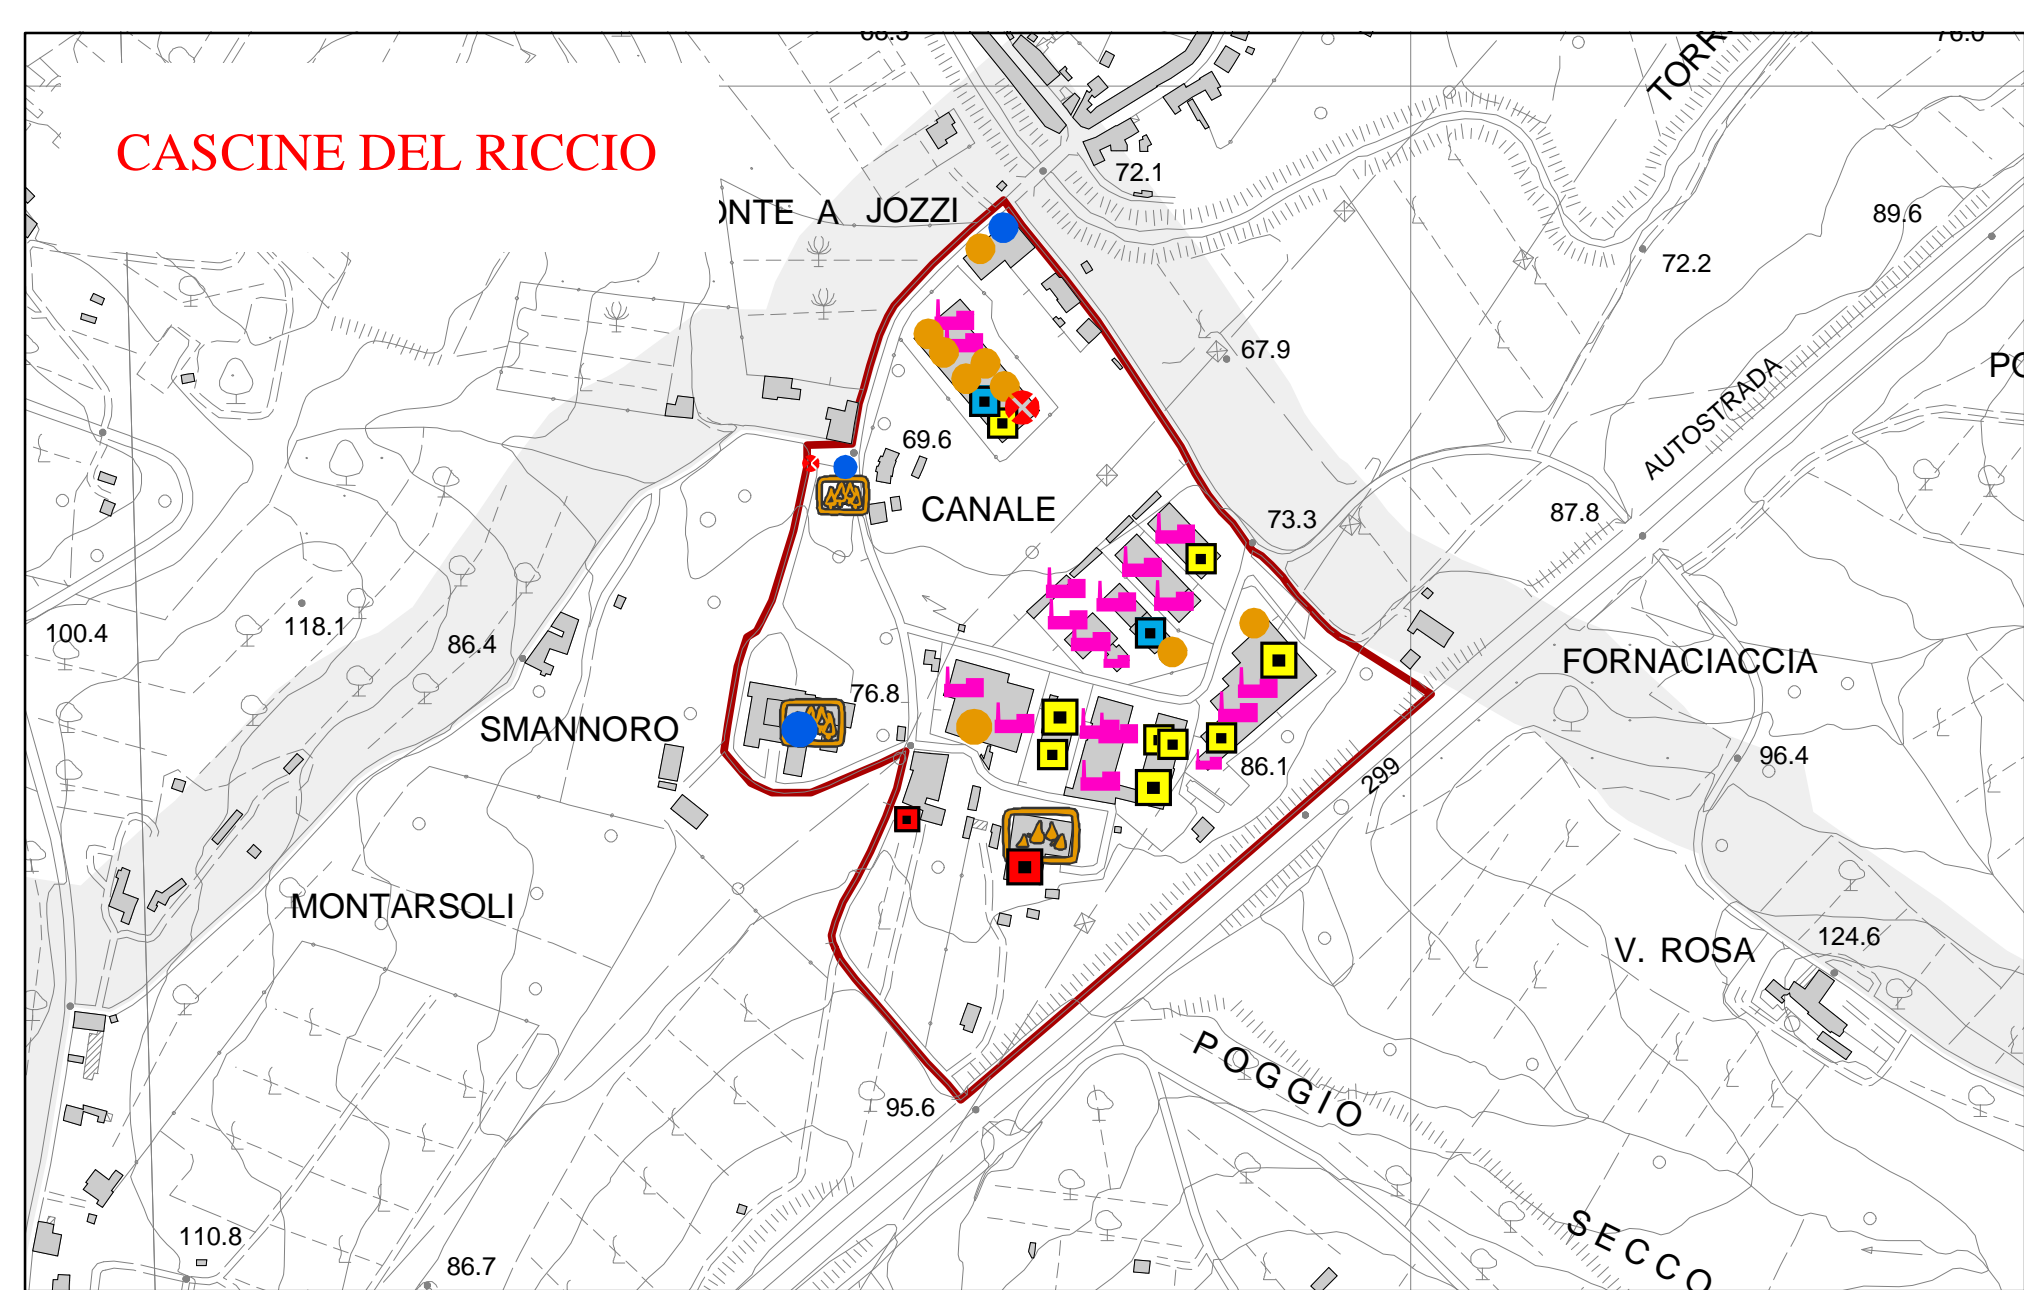 CASCINE DEL RICCIO
72.1
JOZZI
A
89.6
72.2
67.9
AUTOSTRADA
69.6
CANALE
73.3
87.8
100.4
118.1
86.4
FORNACIACCIA
76.8
SMANNORO
86.1
299
96.4
MONTARSOLI
V. ROSA
124.6
POGGIO
95.6
110.8
86.7
SECCO